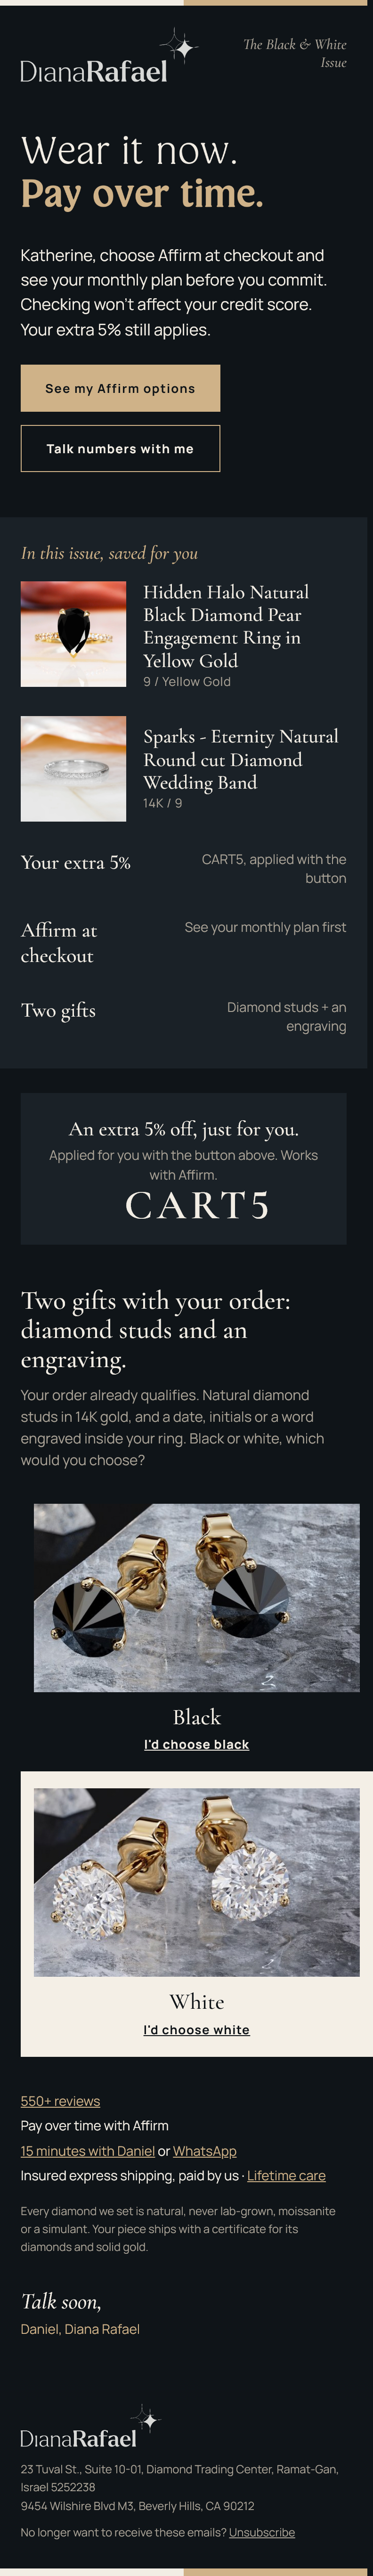 DianaRafael
The Black & White
Issue
Wear it now.
Pay over time.
Katherine, choose Affirm at checkout and
see your monthly plan before you commit.
Checking won't affect your credit score.
Your extra 5% still applies.
See my Affirm options
Talk numbers with me
In this issue, saved for you
Hidden Halo Natural
Black Diamond Pear
Engagement Ring in
Yellow Gold
9 / Yellow Gold
Sparks - Eternity Natural
Round cut Diamond
Wedding Band
14K / 9
Your extra 5%
CART5, applied with the
button
Affirm at
checkout
See your monthly plan first
Two gifts
Diamond studs + an
engraving
An extra 5% off, just for you.
Applied for you with the button above. Works
with Affirm.
CART5
Two gifts with your order:
diamond studs and an
engraving.
Your order already qualifies. Natural diamond
studs in 14K gold, and a date, initials or a word
engraved inside your ring. Black or white, which
would you choose?
Black
I'd choose black
White
I'd choose white
550+ reviews
Pay over time with Affirm
15 minutes with Daniel or WhatsApp
Insured express shipping, paid by us · Lifetime care
Every diamond we set is natural, never lab-grown, moissanite
or a simulant. Your piece ships with a certificate for its
diamonds and solid gold.
Talk soon,
Daniel, Diana Rafael
DianaRafael
23 Tuval St., Suite 10-01, Diamond Trading Center, Ramat-Gan,
Israel 5252238
9454 Wilshire Blvd M3, Beverly Hills, CA 90212
No longer want to receive these emails? Unsubscribe